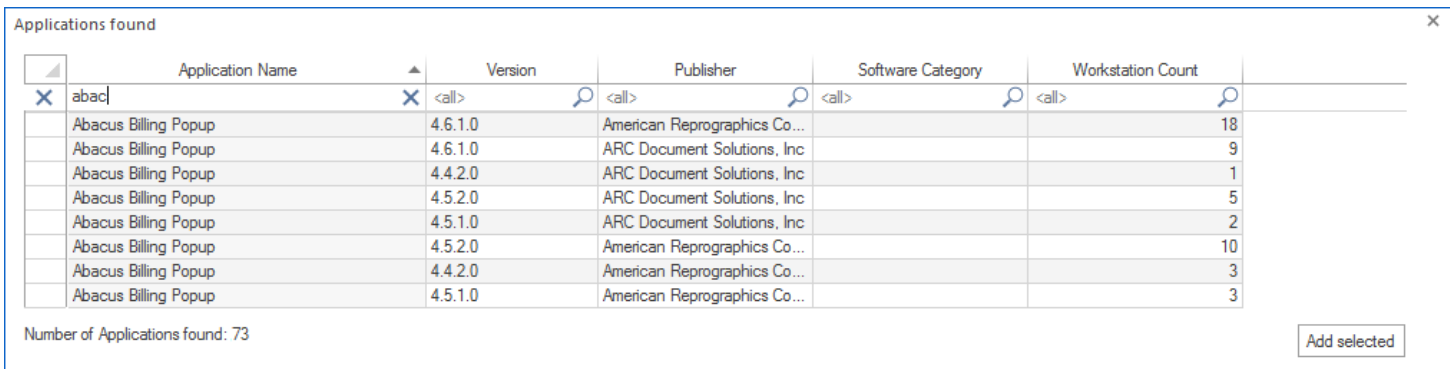 Applications found
Application Name Version Publisher Software Category Workstation Count
abac <all> <all> <all> <all>
Abacus Billing Popup 4.6.1.0 American Reprographics Co... 18
Abacus Billing Popup 4.6.1.0 ARC Document Solutions, Inc 9
Abacus Billing Popup 4.4.2.0 ARC Document Solutions, Inc 1
Abacus Billing Popup 4.5.2.0 ARC Document Solutions, Inc 5
Abacus Billing Popup 4.5.1.0 ARC Document Solutions, Inc 2
Abacus Billing Popup 4.5.2.0 American Reprographics Co... 10
Abacus Billing Popup 4.4.2.0 American Reprographics Co... 3
Abacus Billing Popup 4.5.1.0 American Reprographics Co... 3
Number of Applications found: 73
Add selected